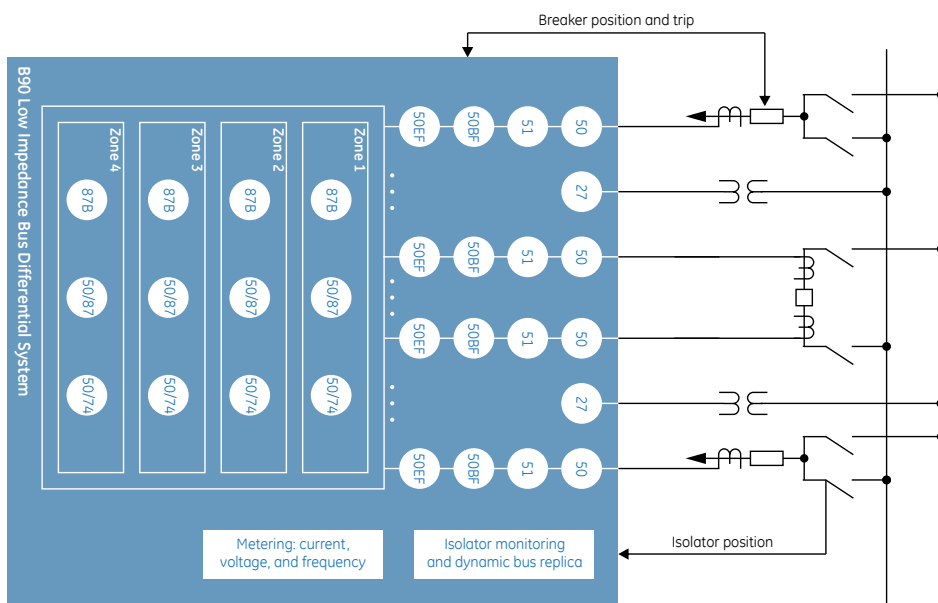 Breaker position and trip
B90 Low Impedance Bus Differential System
Zone 4
Zone 3
Zone 2
Zone 1
87B
87B
87B
87B
50/87
50/87
50/87
50/87
50/74
50/74
50/74
50/74
50EF
50BF
51
50
27
50EF
50BF
51
50
50EF
50BF
51
50
27
50EF
50BF
51
50
Metering: current,
voltage, and frequency
Isolator monitoring
and dynamic bus replica
Isolator position